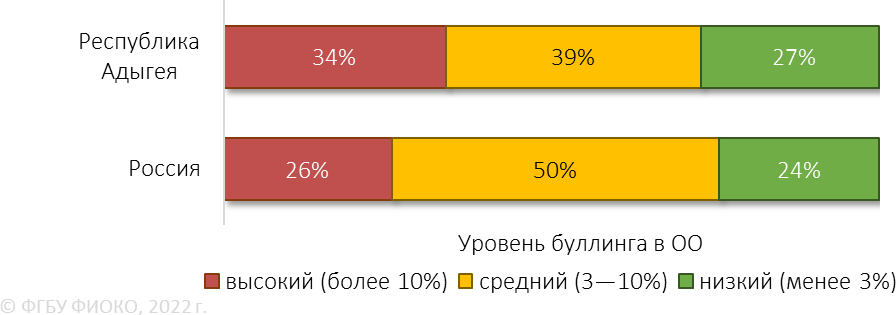 Республика
Адыгея
34% 39% 27%
Россия
26% 50% 24%
Уровень буллинга в ОО
высокий (более 10%) средний (3—10%) низкий (менее 3%)
© ФГБУ ФИОКО, 2022 г.